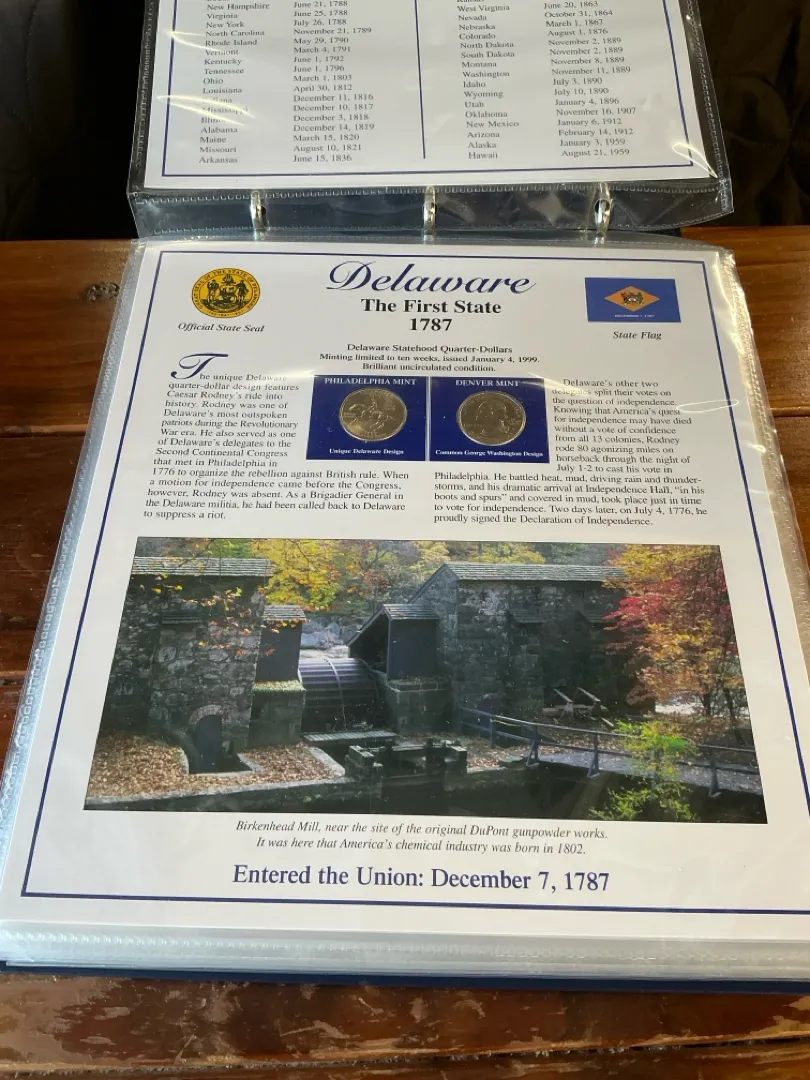 New Hampshire June 21, 1788
Virginia June 25, 1788
New York July 26, 1788
North Carolina November 21, 1789
Rhode Island May 29, 1790
Vermont March 4, 1791
Kentucky June 1, 1792
Tennessee June 1, 1796
Ohio March 1, 1803
Louisiana April 30, 1812
December 11, 1816
Mississippi December 10, 1817
December 3, 1818
Alabama December 14, 1819
Maine March 15, 1820
Missouri August 10, 1821
Arkansas June 15, 1836
West Virginia June 20, 1863
Nevada October 31, 1864
Nebraska March 1, 1867
Colorado August 1, 1876
North Dakota November 2, 1889
South Dakota November 2, 1889
Montana November 8, 1889
Washington November 11, 1889
Idaho July 3, 1890
Wyoming July 10, 1890
Utah January 4, 1896
Oklahoma November 16, 1907
New Mexico January 6, 1912
Arizona February 14, 1912
Alaska January 3, 1959
Hawaii August 21, 1959
Delaware
The First State
1787
Official State Seal
State Flag
Delaware Statehood Quarter-Dollars
Minting limited to ten weeks, issued January 4, 1999.
Brilliant uncirculated condition.
PHILADELPHIA MINT
Unique Delaware Design
DENVER MINT
Common George Washington Design
The unique Delaware
quarter-dollar design features
Caesar Rodney's ride into
history. Rodney was one of
Delaware's most outspoken
patriots during the Revolutionary
War era. He also served as one
of Delaware's delegates to the
Second Continental Congress
that met in Philadelphia in
1776 to organize the rebellion against British rule. When
a motion for independence came before the Congress,
however, Rodney was absent. As a Brigadier General in
the Delaware militia, he had been called back to Delaware
to suppress a riot.
Delaware's other two
delegates split their votes on
the question of independence.
Knowing that America's quest
for independence may have died
without a vote of confidence
from all 13 colonies, Rodney
rode 80 agonizing miles on
horseback through the night of
July 1-2 to cast his vote in
Philadelphia. He battled heat, mud, driving rain and thunder-
storms, and his dramatic arrival at Independence Hall, "in his
boots and spurs" and covered in mud, took place just in time
to vote for independence. Two days later, on July 4, 1776, he
proudly signed the Declaration of Independence.
Birkenhead Mill, near the site of the original DuPont gunpowder works.
It was here that America's chemical industry was born in 1802.
Entered the Union: December 7, 1787